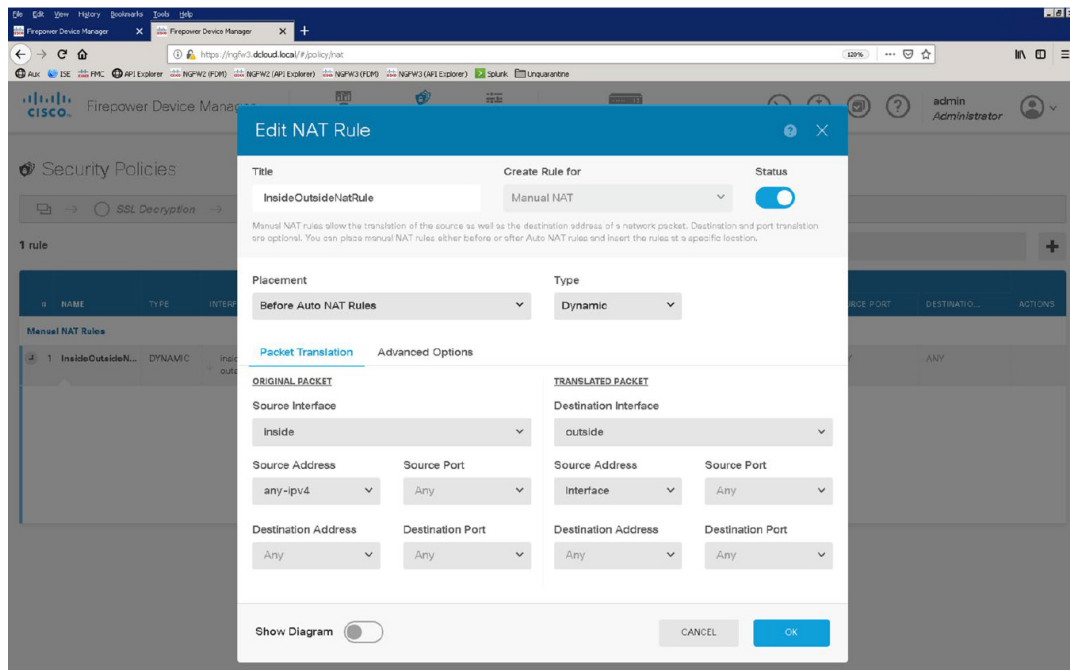 File Edit View History Bookmarks Tools Help
Firepower Device Manager Firepower Device Manager
https://ngfw3.dcloud.local/#/policy/nat 120%
Aux ISE FMC API Explorer NGFW2 (FDM) NGFW2 (API Explorer) NGFW3 (FDM) NGFW3 (API Explorer) Splunk Unquarantine
CISCO. Firepower Device Manag admin
Administrator
Edit NAT Rule
Security Policies
Title Create Rule for Status
InsideOutsideNatRule Manual NAT
SSL Decryption
Manual NAT rules allow the translation of the source as well as the destination address of a network packet. Destination and port translation
are optional. You can place manual NAT rules either before or after Auto NAT rules and insert the rules at a specific location.
1 rule
Placement Type
Before Auto NAT Rules Dynamic
# NAME TYPE INTERF URCE PORT DESTINATIO... ACTIONS
Manual NAT Rules
1 InsideOutsideN... DYNAMIC ANY
Packet Translation Advanced Options
ORIGINAL PACKET TRANSLATED PACKET
Source Interface Destination Interface
inside outside
Source Address Source Port Source Address Source Port
any-ipv4 Any Interface Any
Destination Address Destination Port Destination Address Destination Port
Any Any Any Any
Show Diagram CANCEL OK